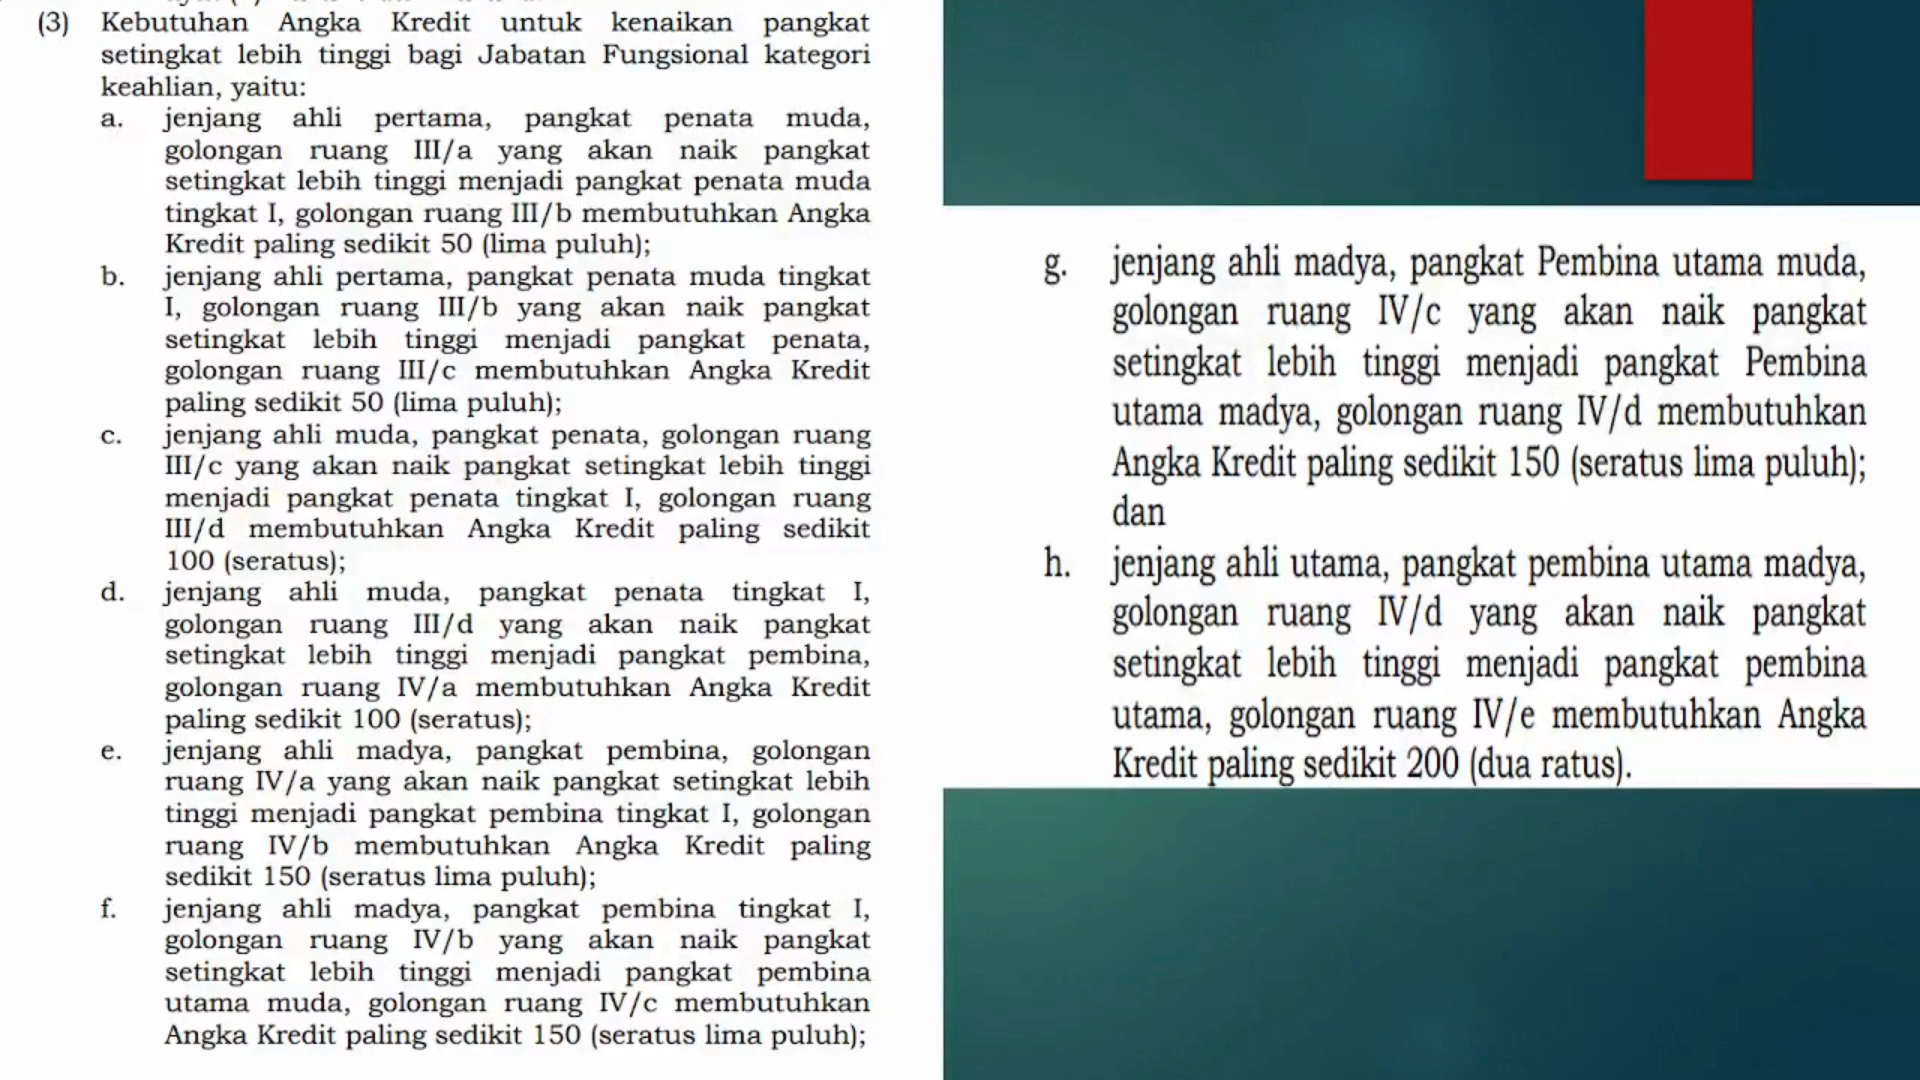 (3) Kebutuhan Angka Kredit untuk kenaikan pangkat
setingkat lebih tinggi bagi Jabatan Fungsional kategori
keahlian, yaitu:
a. jenjang ahli pertama, pangkat penata muda,
golongan ruang III/a yang akan naik pangkat
setingkat lebih tinggi menjadi pangkat penata muda
tingkat I, golongan ruang III/b membutuhkan Angka
Kredit paling sedikit 50 (lima puluh);
b. jenjang ahli pertama, pangkat penata muda tingkat
I, golongan ruang III/b yang akan naik pangkat
setingkat lebih tinggi menjadi pangkat penata,
golongan ruang III/c membutuhkan Angka Kredit
paling sedikit 50 (lima puluh);
c. jenjang ahli muda, pangkat penata, golongan ruang
III/c yang akan naik pangkat setingkat lebih tinggi
menjadi pangkat penata tingkat I, golongan ruang
III/d membutuhkan Angka Kredit paling sedikit
100 (seratus);
d. jenjang ahli muda, pangkat penata tingkat I,
golongan ruang III/d yang akan naik pangkat
setingkat lebih tinggi menjadi pangkat pembina,
golongan ruang IV/a membutuhkan Angka Kredit
paling sedikit 100 (seratus);
e. jenjang ahli madya, pangkat pembina, golongan
ruang IV/a yang akan naik pangkat setingkat lebih
tinggi menjadi pangkat pembina tingkat I, golongan
ruang IV/b membutuhkan Angka Kredit paling
sedikit 150 (seratus lima puluh);
f. jenjang ahli madya, pangkat pembina tingkat I,
golongan ruang IV/b yang akan naik pangkat
setingkat lebih tinggi menjadi pangkat pembina
utama muda, golongan ruang IV/c membutuhkan
Angka Kredit paling sedikit 150 (seratus lima puluh);
g. jenjang ahli madya, pangkat Pembina utama muda,
golongan ruang IV/c yang akan naik pangkat
setingkat lebih tinggi menjadi pangkat Pembina
utama madya, golongan ruang IV/d membutuhkan
Angka Kredit paling sedikit 150 (seratus lima puluh);
dan
h. jenjang ahli utama, pangkat pembina utama madya,
golongan ruang IV/d yang akan naik pangkat
setingkat lebih tinggi menjadi pangkat pembina
utama, golongan ruang IV/e membutuhkan Angka
Kredit paling sedikit 200 (dua ratus).